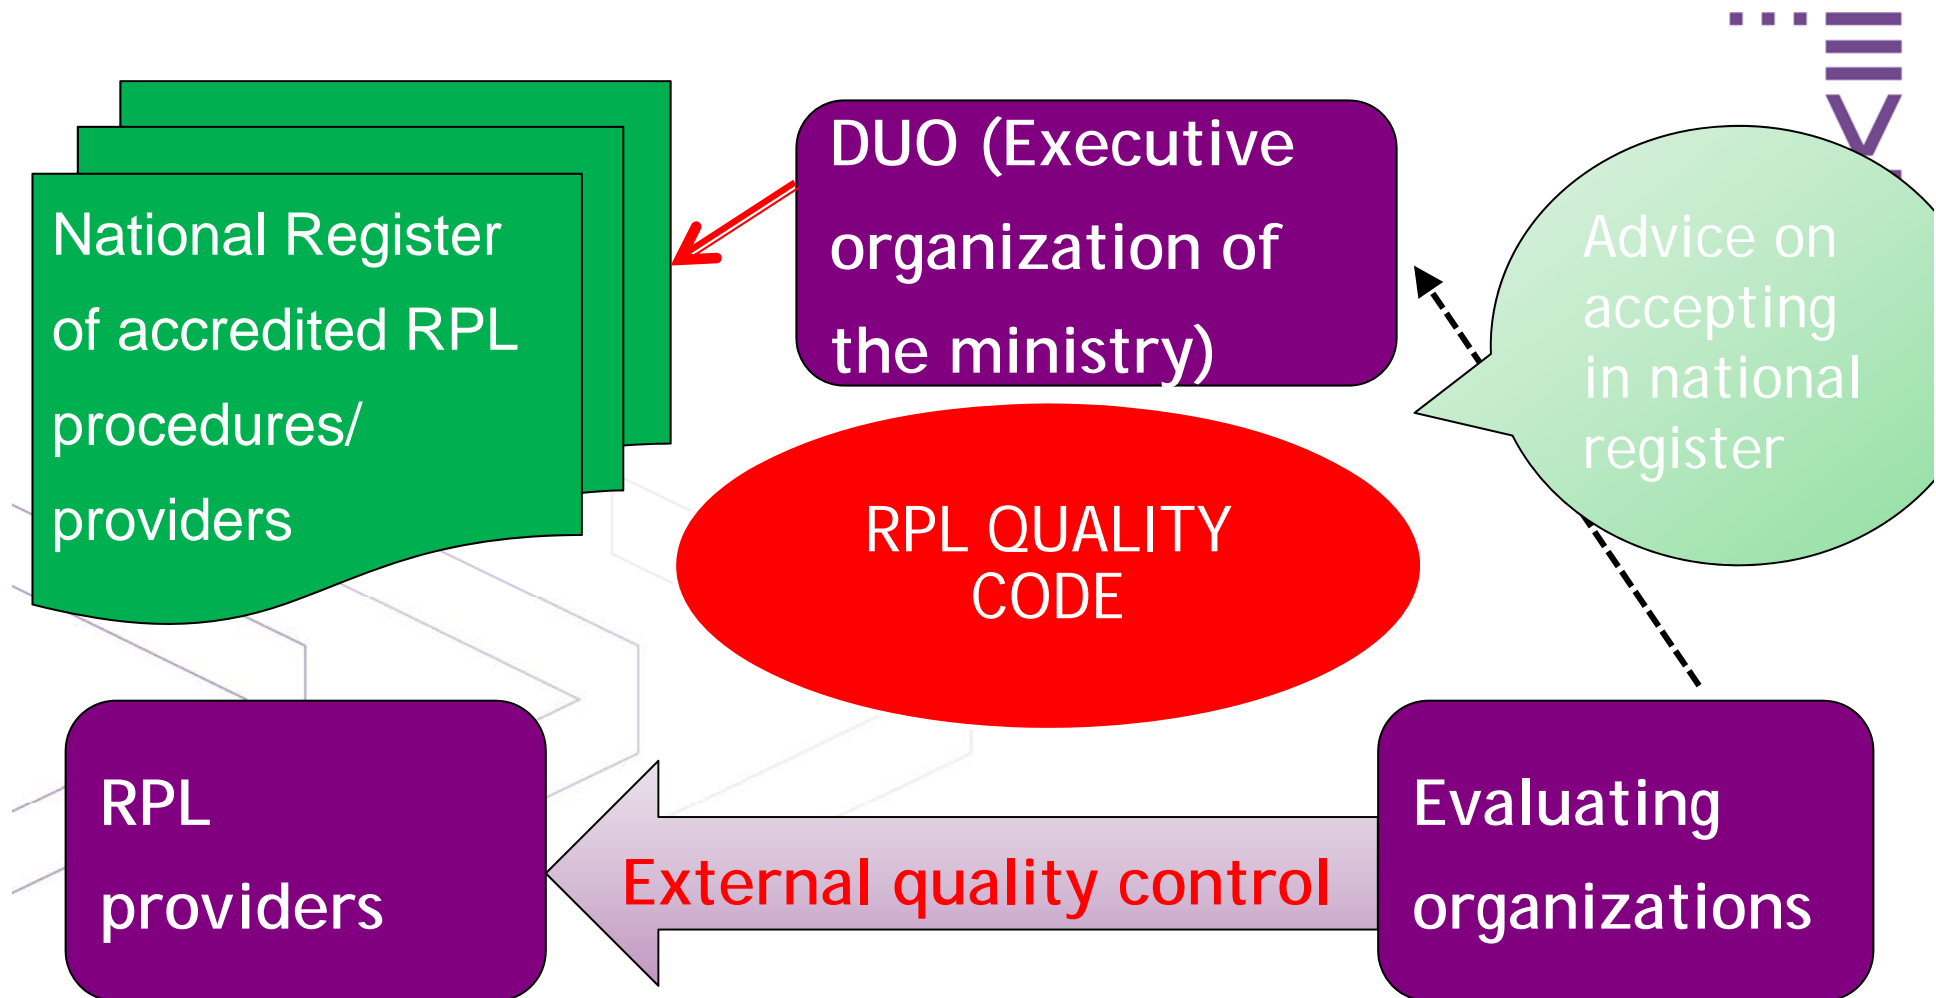 National Register
of accredited RPL
procedures/
providers
DUO (Executive
organization of
the ministry)
Advice on
accepting
in national
register
RPL QUALITY
CODE
RPL
providers
External quality control
Evaluating
organizations